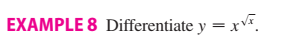 EXAMPLE 8 Differentiate y = x^√x.